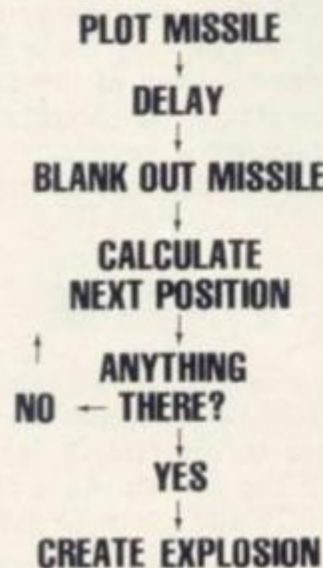 PLOT MISSILE
DELAY
BLANK OUT MISSILE
CALCULATE
NEXT POSITION
ANYTHING
NO ← THERE?
YES
CREATE EXPLOSION